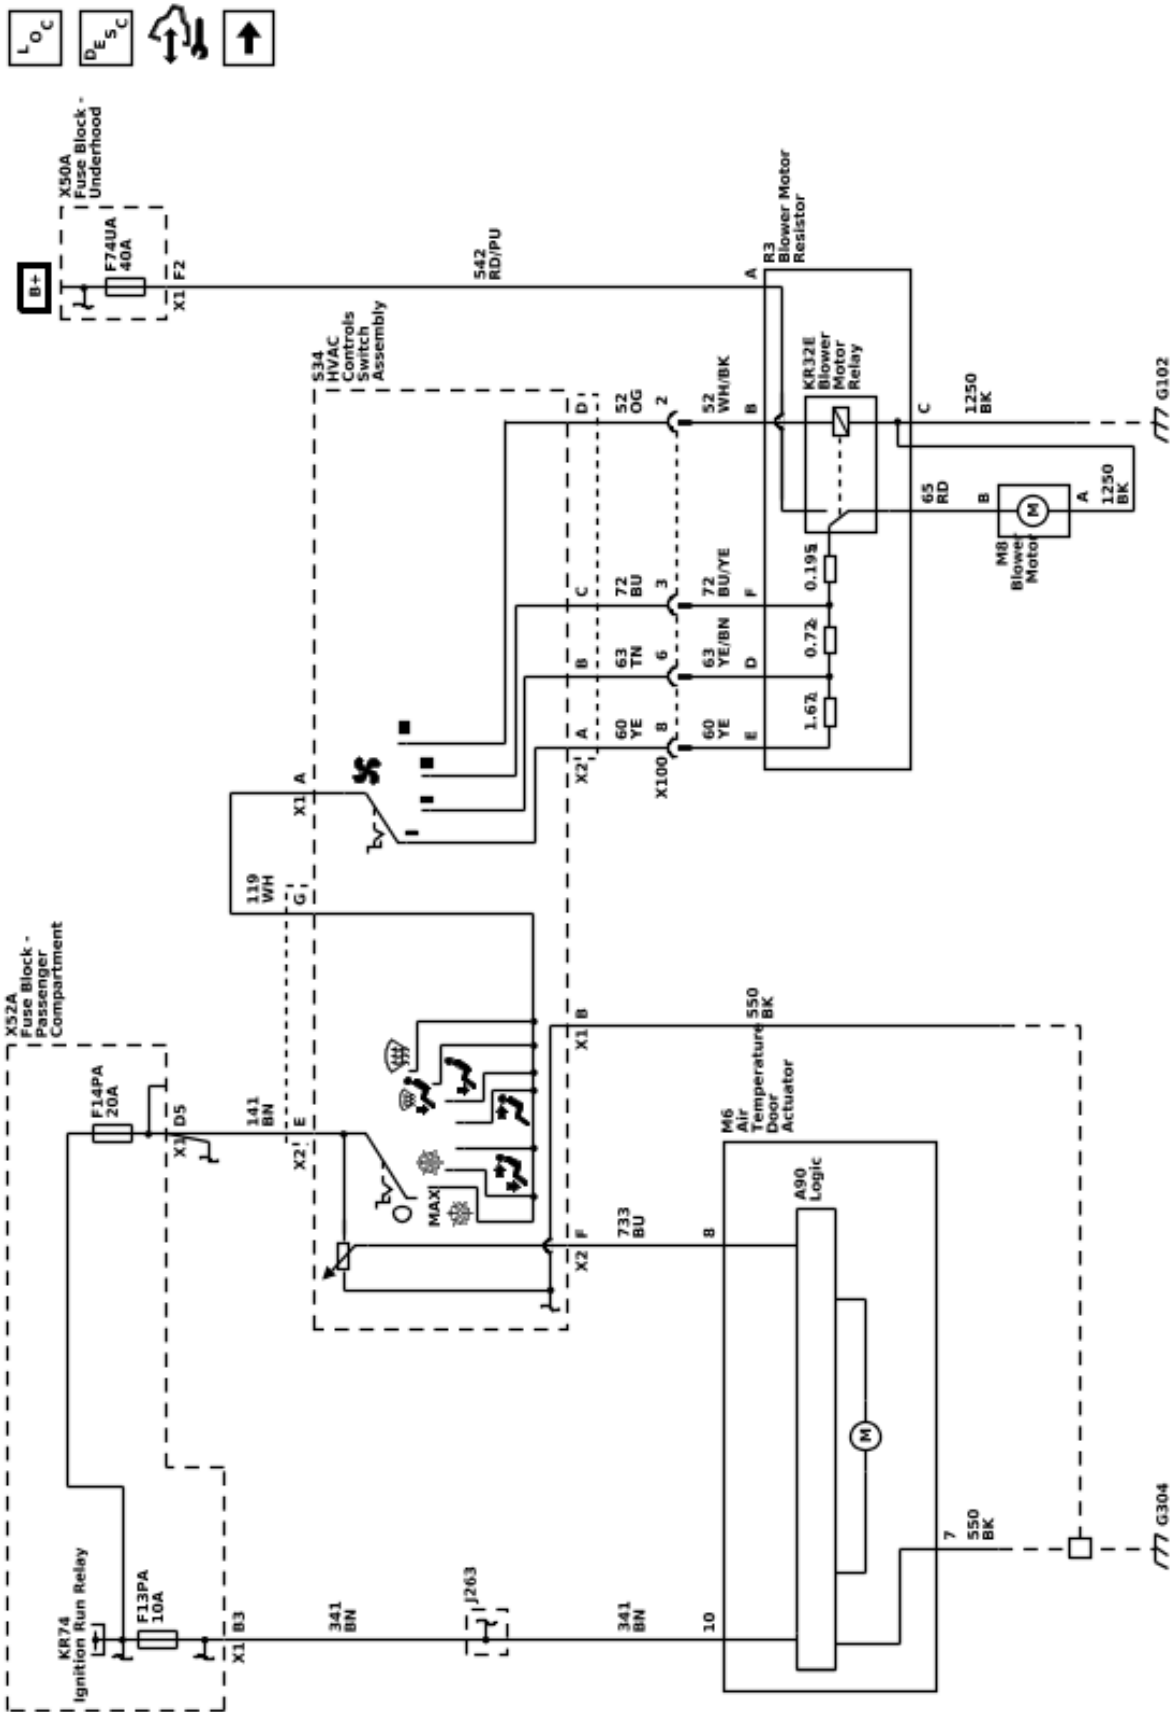 LOC
DESC
B+
X50A
Fuse Block -
Underhood
F74UA
40A
X1 F2
542
RD/PU
X52A
Fuse Block -
Passenger
Compartment
KR74
Ignition Run Relay
F13PA
10A
X1 B3
F14PA
20A
X1 D5
141
BN
X2 E
119
WH
G
X1 A
S34
HVAC
Controls
Switch
Assembly
MAX
X2 F
X1 B
X2 A
B
C
D
733
BU
550
BK
60
YE
63
TN
72
BU
52
OG
X100 8
6
3
2
60
YE
63
YE/BN
72
BU/YE
52
WH/BK
E
D
F
B
A
R3
Blower Motor
Resistor
1.67
0.72
0.195
KR32E
Blower
Motor
Relay
C
65
RD
1250
BK
B
M
A
M8
Blower
Motor
1250
BK
G102
341
BN
J263
341
BN
10
8
M6
Air
Temperature
Door
Actuator
A90
Logic
M
7
550
BK
G304